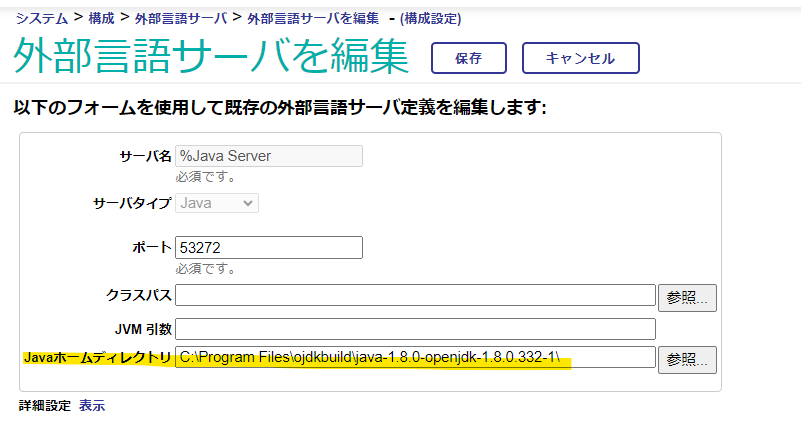 システム > 構成 > 外部言語サーバ > 外部言語サーバを編集 - (構成設定)
外部言語サーバを編集 保存 キャンセル
以下のフォームを使用して既存の外部言語サーバ定義を編集します:
サーバ名 %Java Server
必須です。
サーバタイプ Java
ポート 53272
必須です。
クラスパス 参照...
JVM 引数
Javaホームディレクトリ C:\Program Files\ojdkbuild\java-1.8.0-openjdk-1.8.0.332-1\ 参照...
詳細設定 表示